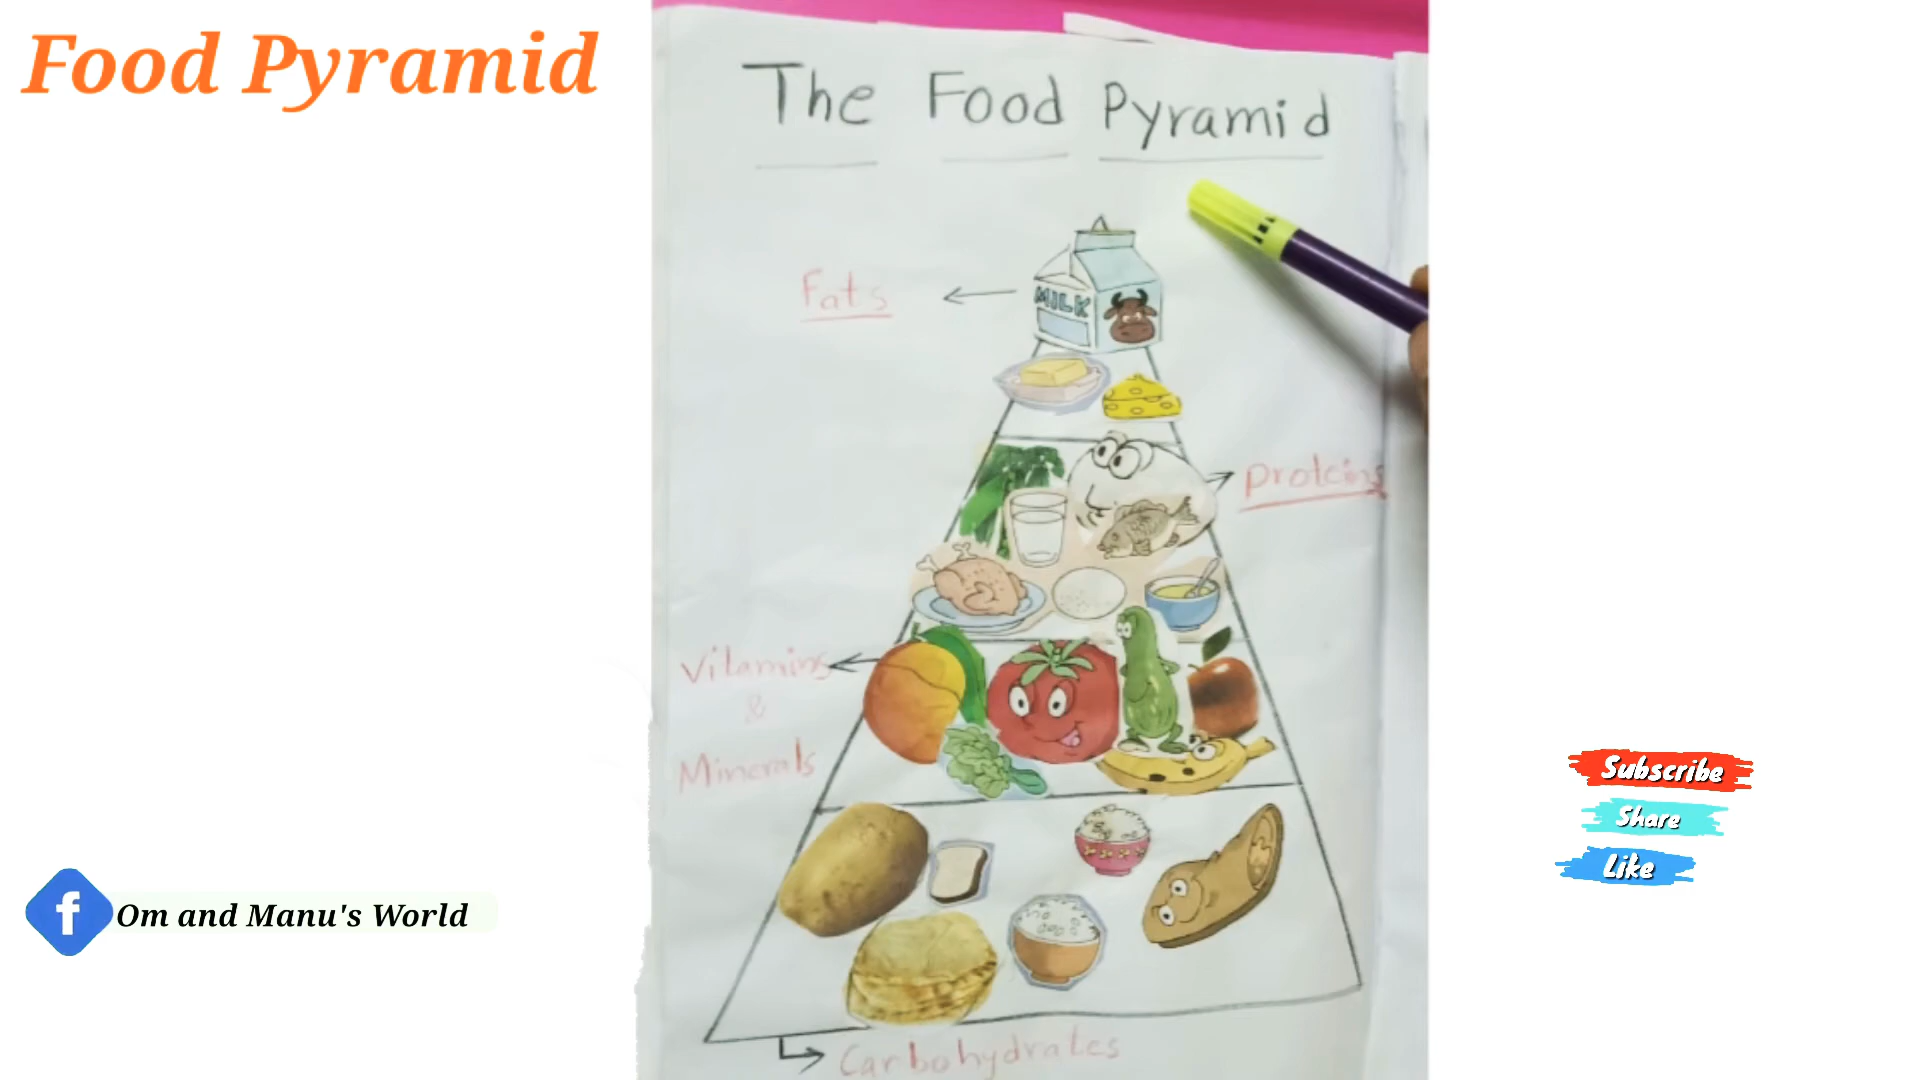 Food Pyramid
The Food Pyramid
Fats
MILK
Proteins
Vitamins
&
Minerals
Carbohydrates
Subscribe
Share
Like
f Om and Manu's World